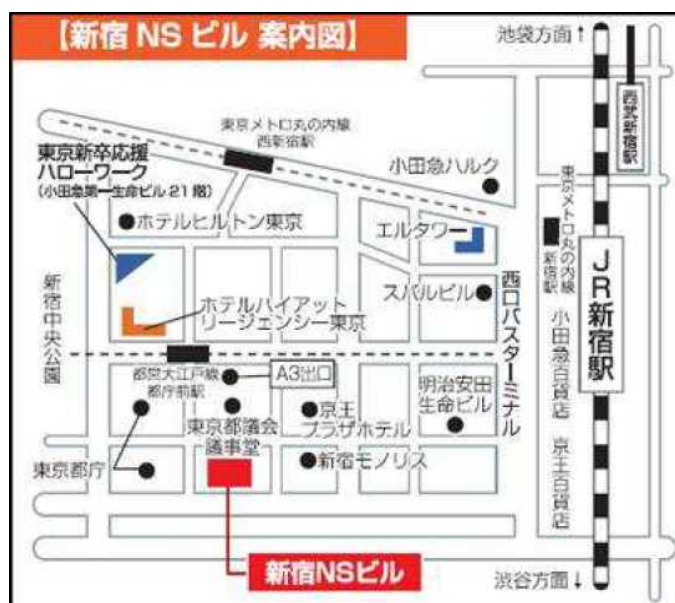 【新宿 NS ビル 案内図】
池袋方面↑
西武新宿駅
東京メトロ丸の内線
西新宿駅
東京新卒応援
ハローワーク
（小田急第一生命ビル 21 階）
小田急ハルク
ホテルヒルトン東京
エルタワー
東京メトロ丸の内線
新宿駅
JR新宿駅
新宿中央公園
ホテルハイアット
リージェンシー東京
スバルビル
西口バスターミナル
小田急百貨店
都営大江戸線
都庁前駅
A3出口
明治安田
生命ビル
京王
プラザホテル
東京都議会
議事堂
東京都庁
新宿モノリス
京王百貨店
新宿NSビル
渋谷方面↓